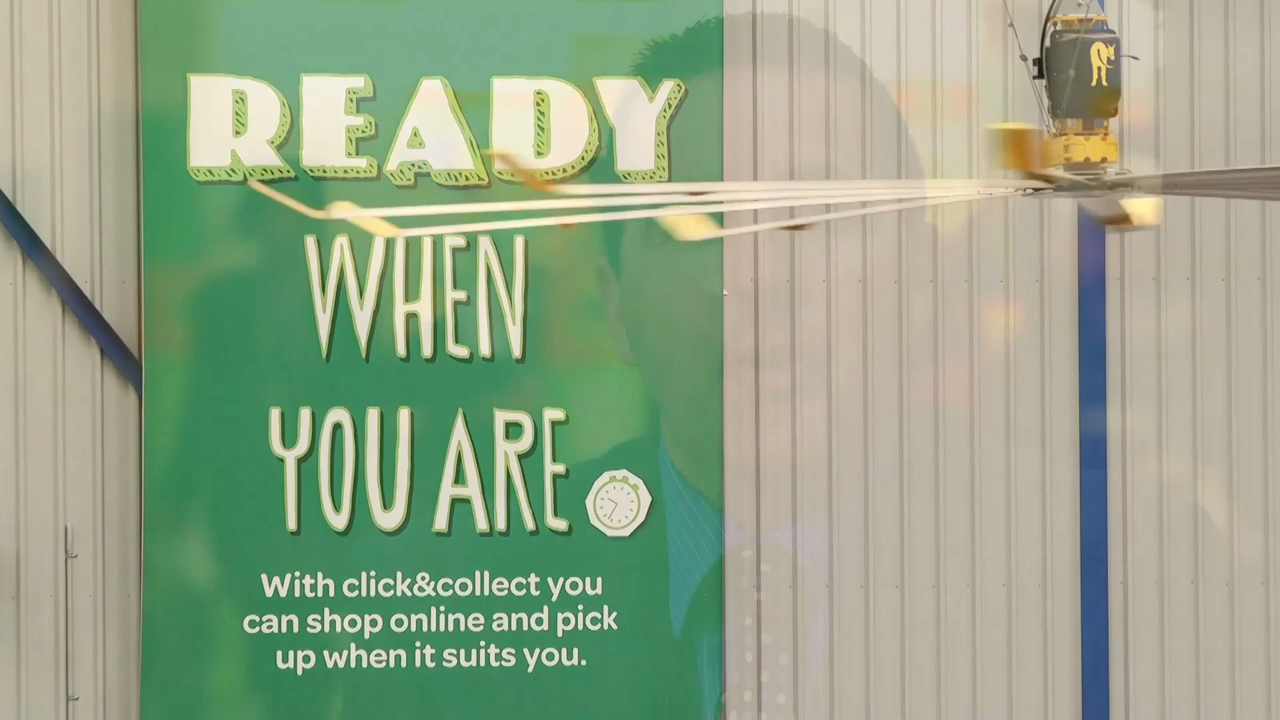 READY
WHEN
YOU ARE
With click&collect you
can shop online and pick
up when it suits you.